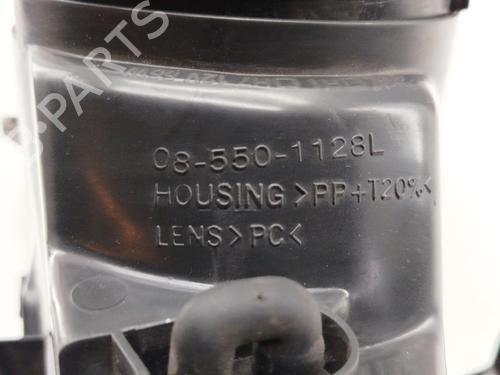 PARTS
08-550-1128L
HOUSING >PP+T20%<
LENS>PC<